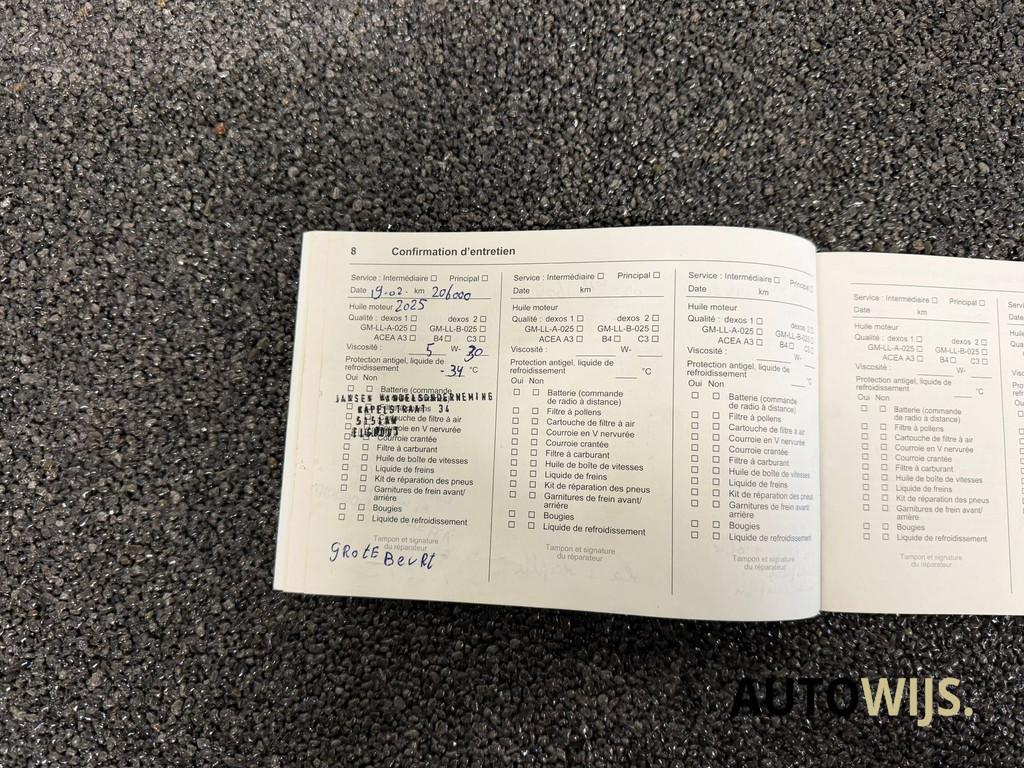 8 Confirmation d'entretien
Service : Intermédiaire ☐ Principal ☐
Date 19-02- km 206000
Huile moteur 2025
Qualité : dexos 1 ☐ dexos 2 ☐
GM-LL-A-025 ☐ GM-LL-B-025 ☐
ACEA A3 ☐ B4 ☐ C3 ☐
Viscosité : 5 W- 30
Protection antigel, liquide de
refroidissement -34 °C
Oui Non
☐ ☐ Batterie (commande
JANSEN HANDELSONDERNEMING
KAPELSTRAAT 34
Cartouche de filtre à air
Courroie en V nervurée
Courroie crantée
☐ ☐ Filtre à carburant
☐ ☐ Huile de boîte de vitesses
☐ ☐ Liquide de freins
☐ ☐ Kit de réparation des pneus
☐ ☐ Garnitures de frein avant/
arrière
☐ ☐ Bougies
☐ ☐ Liquide de refroidissement
Tampon et signature
du réparateur
gRotE BevRt
Service : Intermédiaire ☐ Principal ☐
Date km
Huile moteur
Qualité : dexos 1 ☐ dexos 2 ☐
GM-LL-A-025 ☐ GM-LL-B-025 ☐
ACEA A3 ☐ B4 ☐ C3 ☐
Viscosité : W-
Protection antigel, liquide de
refroidissement °C
Oui Non
☐ ☐ Batterie (commande
de radio à distance)
☐ ☐ Filtre à pollens
☐ ☐ Cartouche de filtre à air
☐ ☐ Courroie en V nervurée
☐ ☐ Courroie crantée
☐ ☐ Filtre à carburant
☐ ☐ Huile de boîte de vitesses
☐ ☐ Liquide de freins
☐ ☐ Kit de réparation des pneus
☐ ☐ Garnitures de frein avant/
arrière
☐ ☐ Bougies
☐ ☐ Liquide de refroidissement
Tampon et signature
du réparateur
Service : Intermédiaire ☐ Principal ☐
Date km
Huile moteur
Qualité : dexos 1 ☐ dexos 2 ☐
GM-LL-A-025 ☐ GM-LL-B-025 ☐
ACEA A3 ☐ B4 ☐ C3 ☐
Viscosité : W-
Protection antigel, liquide de
refroidissement °C
Oui Non
☐ ☐ Batterie (commande
de radio à distance)
☐ ☐ Filtre à pollens
☐ ☐ Cartouche de filtre à air
☐ ☐ Courroie en V nervurée
☐ ☐ Courroie crantée
☐ ☐ Filtre à carburant
☐ ☐ Huile de boîte de vitesses
☐ ☐ Liquide de freins
☐ ☐ Kit de réparation des pneus
☐ ☐ Garnitures de frein avant/
arrière
☐ ☐ Bougies
☐ ☐ Liquide de refroidissement
Tampon et signature
du réparateur
Service : Intermédiaire ☐ Principal ☐
Date km
Huile moteur
Qualité : dexos 1 ☐ dexos 2 ☐
GM-LL-A-025 ☐ GM-LL-B-025 ☐
ACEA A3 ☐ B4 ☐ C3 ☐
Viscosité : W-
Protection antigel, liquide de
refroidissement °C
Oui Non
☐ ☐ Batterie (commande
de radio à distance)
☐ ☐ Filtre à pollens
☐ ☐ Cartouche de filtre à air
☐ ☐ Courroie en V nervurée
☐ ☐ Courroie crantée
☐ ☐ Filtre à carburant
☐ ☐ Huile de boîte de vitesses
☐ ☐ Liquide de freins
☐ ☐ Kit de réparation des pneus
☐ ☐ Garnitures de frein avant/
arrière
☐ ☐ Bougies
☐ ☐ Liquide de refroidissement
Tampon et signature
du réparateur
AUTOWIJS.